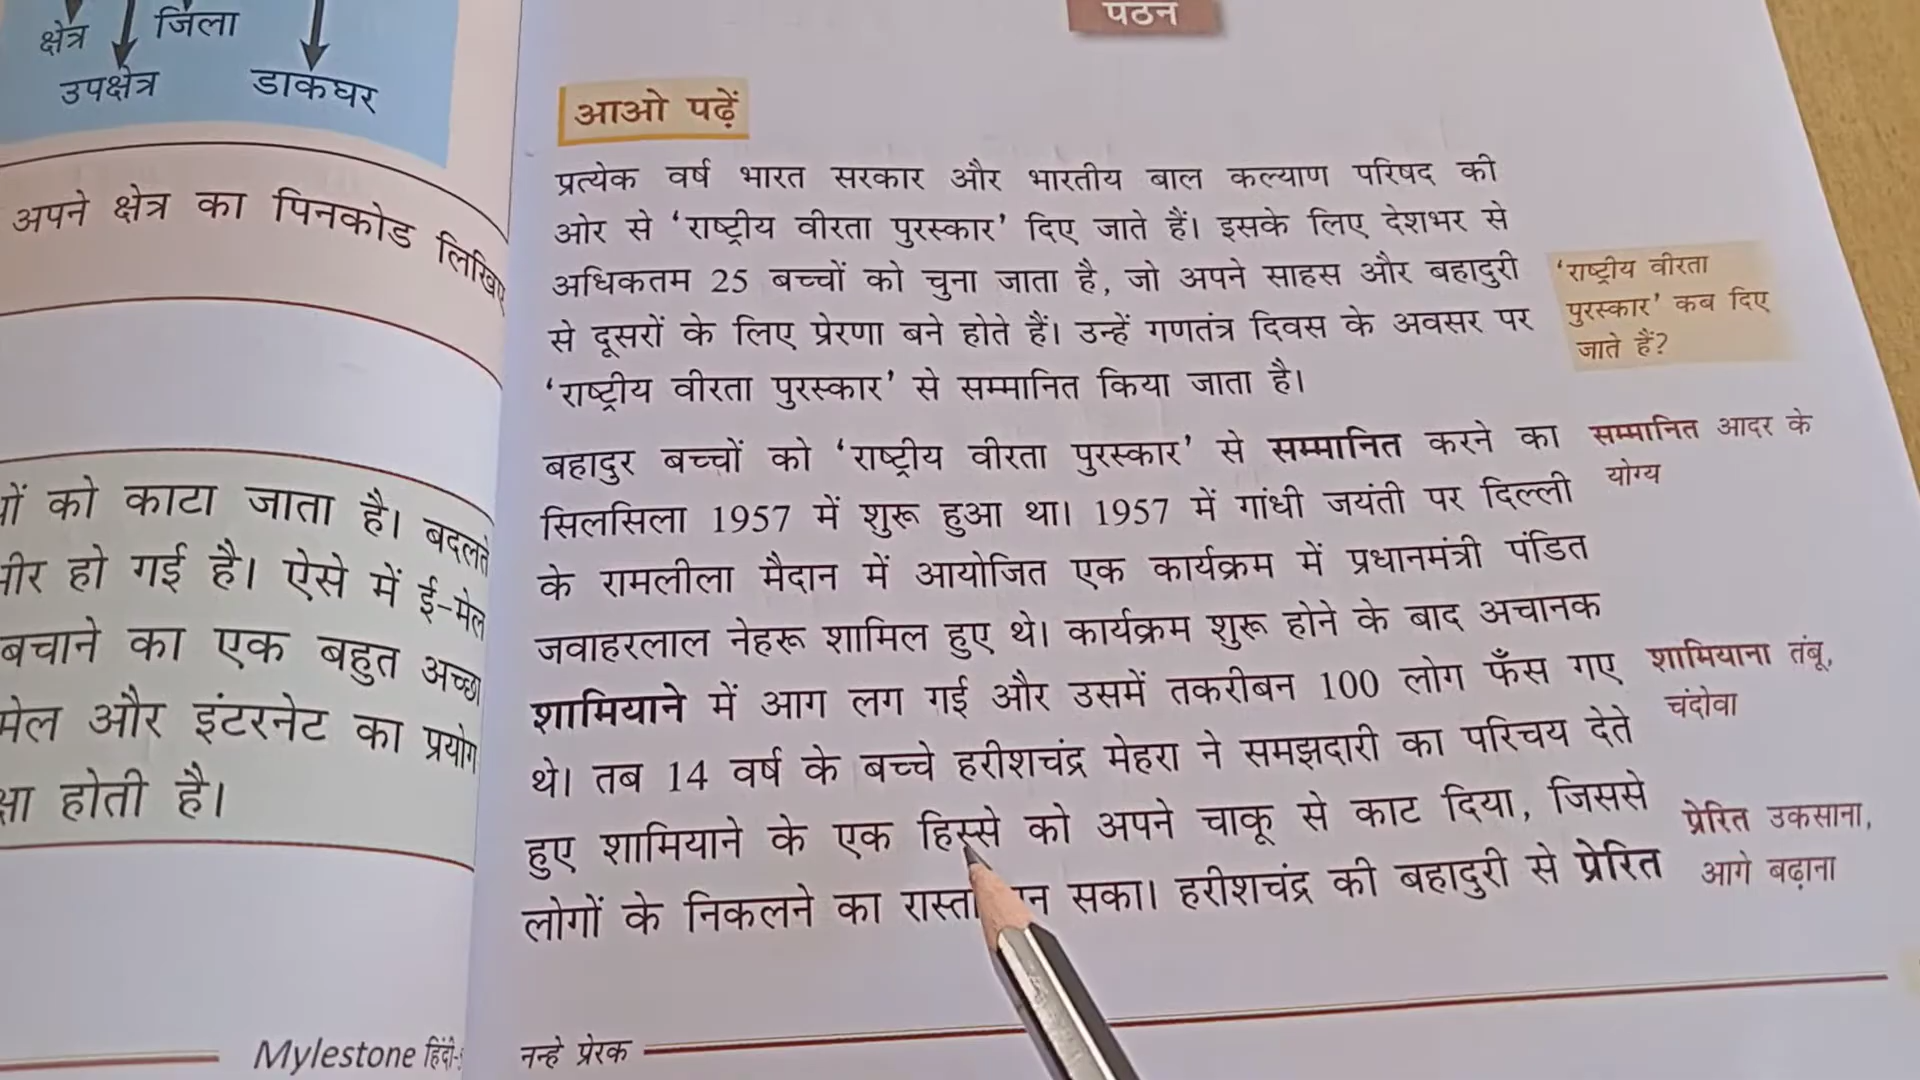 क्षेत्र जिला
उपक्षेत्र डाकघर
अपने क्षेत्र का पिनकोड लिखिए
को काटा जाता है। बदलते
हो गई है। ऐसे में ई-मेल
बचाने का एक बहुत अच्छा
और इंटरनेट का प्रयोग
होती है।
Mylestone हिंदी
पठन
आओ पढ़ें
प्रत्येक वर्ष भारत सरकार और भारतीय बाल कल्याण परिषद की
ओर से ‘राष्ट्रीय वीरता पुरस्कार’ दिए जाते हैं। इसके लिए देशभर से
अधिकतम 25 बच्चों को चुना जाता है, जो अपने साहस और बहादुरी
से दूसरों के लिए प्रेरणा बने होते हैं। उन्हें गणतंत्र दिवस के अवसर पर
‘राष्ट्रीय वीरता पुरस्कार’ से सम्मानित किया जाता है।
‘राष्ट्रीय वीरता
पुरस्कार’ कब दिए
जाते हैं?
बहादुर बच्चों को ‘राष्ट्रीय वीरता पुरस्कार’ से सम्मानित करने का
सिलसिला 1957 में शुरू हुआ था। 1957 में गांधी जयंती पर दिल्ली
के रामलीला मैदान में आयोजित एक कार्यक्रम में प्रधानमंत्री पंडित
जवाहरलाल नेहरू शामिल हुए थे। कार्यक्रम शुरू होने के बाद अचानक
शामियाने में आग लग गई और उसमें तकरीबन 100 लोग फँस गए
थे। तब 14 वर्ष के बच्चे हरीशचंद्र मेहरा ने समझदारी का परिचय देते
हुए शामियाने के एक हिस्से को अपने चाकू से काट दिया, जिससे
लोगों के निकलने का रास्ता सका। हरीशचंद्र की बहादुरी से प्रेरित
सम्मानित आदर के
योग्य
शामियाना तंबू,
चंदोवा
प्रेरित उकसाना,
आगे बढ़ाना
नन्हे प्रेरक